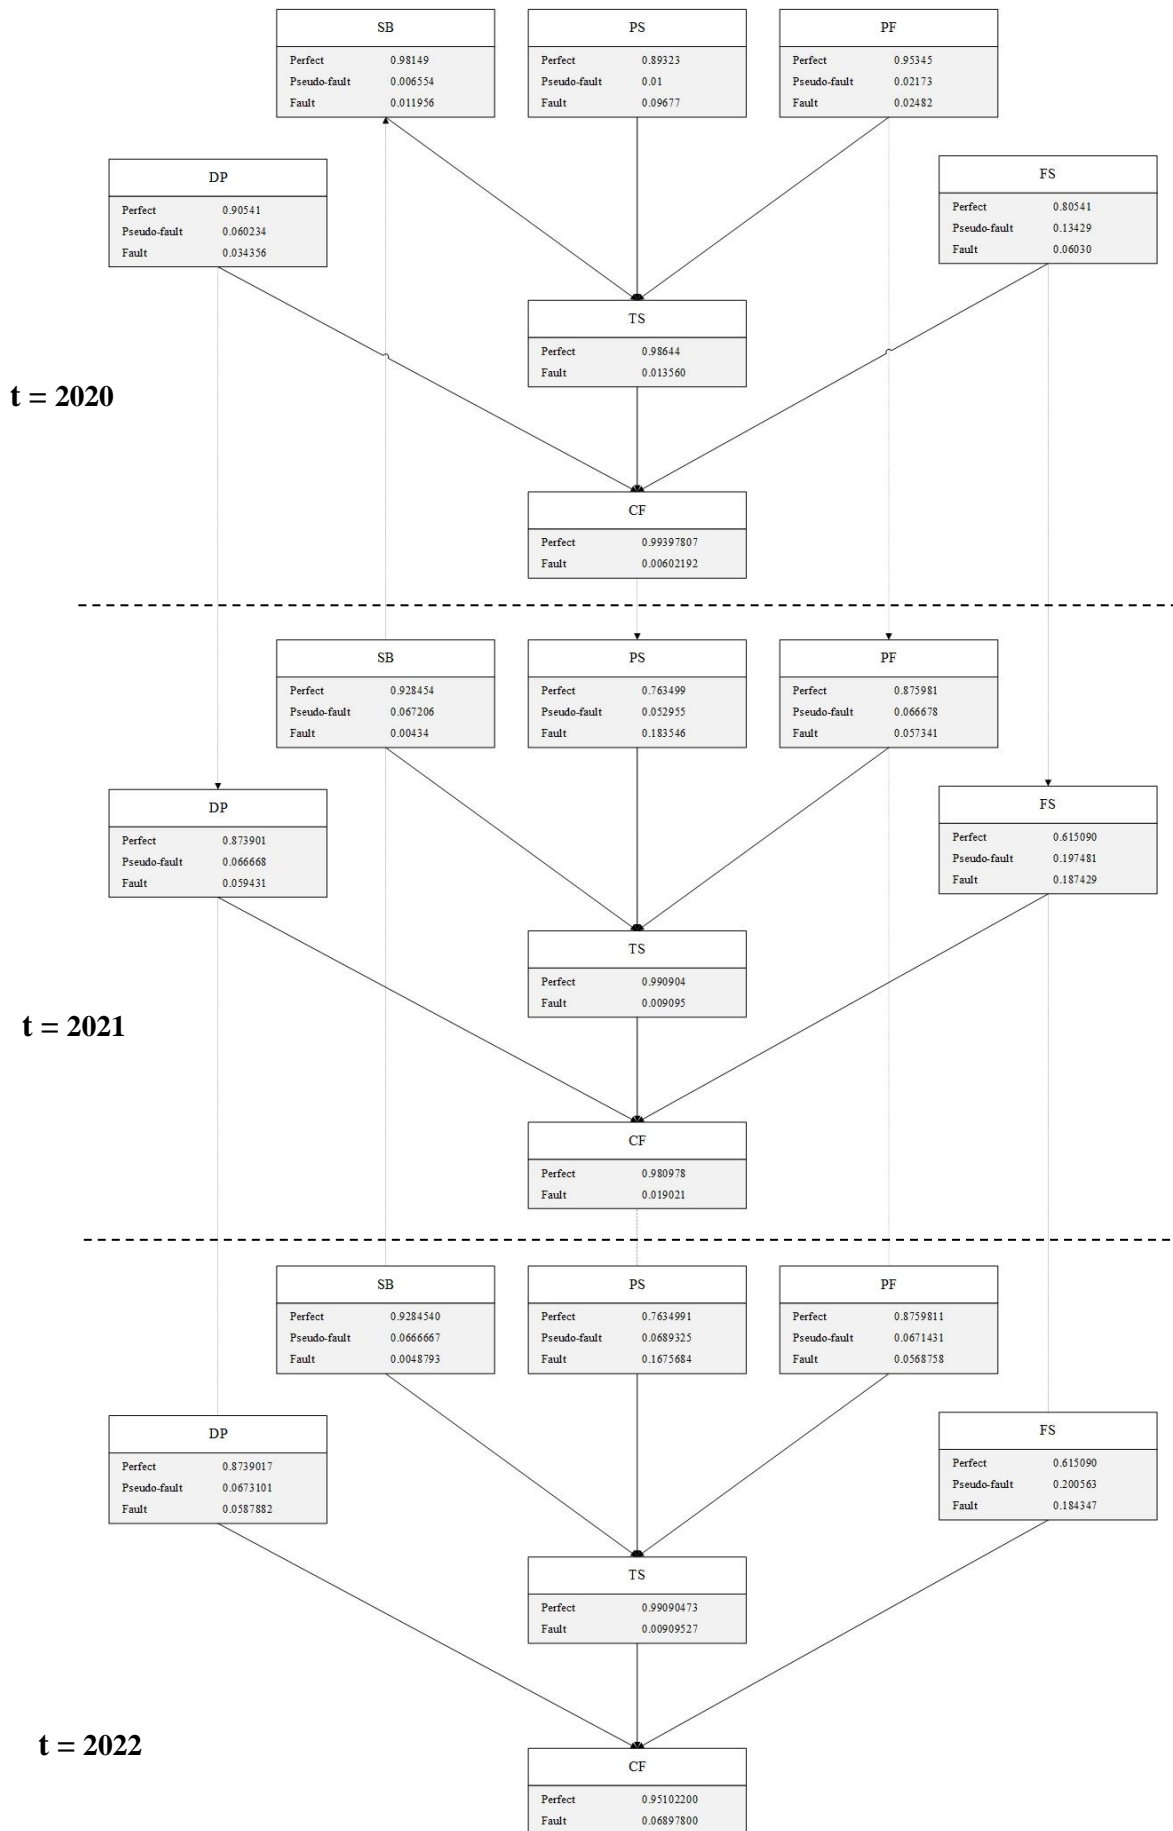 SB
Perfect 0.98149
Pseudo-fault 0.006554
Fault 0.011956
PS
Perfect 0.89323
Pseudo-fault 0.01
Fault 0.09677
PF
Perfect 0.95345
Pseudo-fault 0.02173
Fault 0.02482
DP
Perfect 0.90541
Pseudo-fault 0.060234
Fault 0.034356
FS
Perfect 0.80541
Pseudo-fault 0.13429
Fault 0.06030
TS
Perfect 0.98644
Fault 0.013560
t = 2020
CF
Perfect 0.99397807
Fault 0.00602192
SB
Perfect 0.928454
Pseudo-fault 0.067206
Fault 0.00434
PS
Perfect 0.763499
Pseudo-fault 0.052955
Fault 0.183546
PF
Perfect 0.875981
Pseudo-fault 0.066678
Fault 0.057341
DP
Perfect 0.873901
Pseudo-fault 0.066668
Fault 0.059431
FS
Perfect 0.615090
Pseudo-fault 0.197481
Fault 0.187429
TS
Perfect 0.990904
Fault 0.009095
t = 2021
CF
Perfect 0.980978
Fault 0.019021
SB
Perfect 0.9284540
Pseudo-fault 0.0666667
Fault 0.0048793
PS
Perfect 0.7634991
Pseudo-fault 0.0689325
Fault 0.1675684
PF
Perfect 0.8759811
Pseudo-fault 0.0671431
Fault 0.0568758
DP
Perfect 0.8739017
Pseudo-fault 0.0673101
Fault 0.0587882
FS
Perfect 0.615090
Pseudo-fault 0.200563
Fault 0.184347
TS
Perfect 0.99090473
Fault 0.00909527
t = 2022
CF
Perfect 0.95102200
Fault 0.06897800